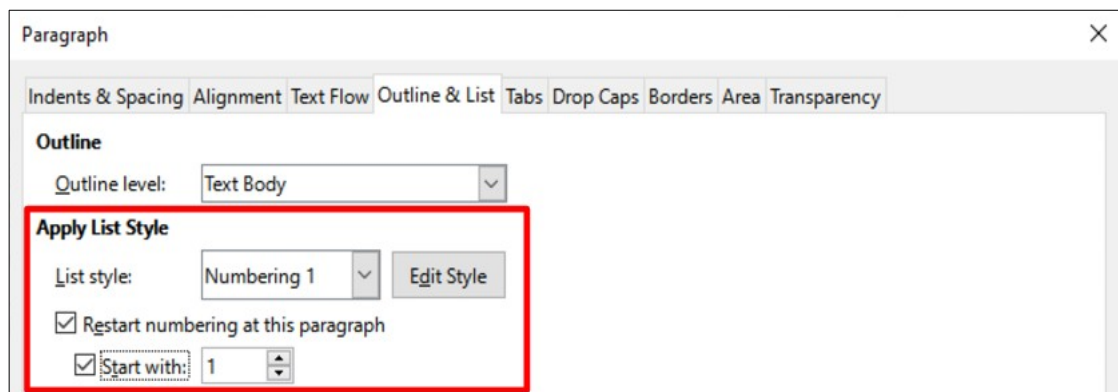 Paragraph
Indents & Spacing Alignment Text Flow Outline & List Tabs Drop Caps Borders Area Transparency
Outline
Outline level: Text Body
Apply List Style
List style: Numbering 1 Edit Style
Restart numbering at this paragraph
Start with: 1